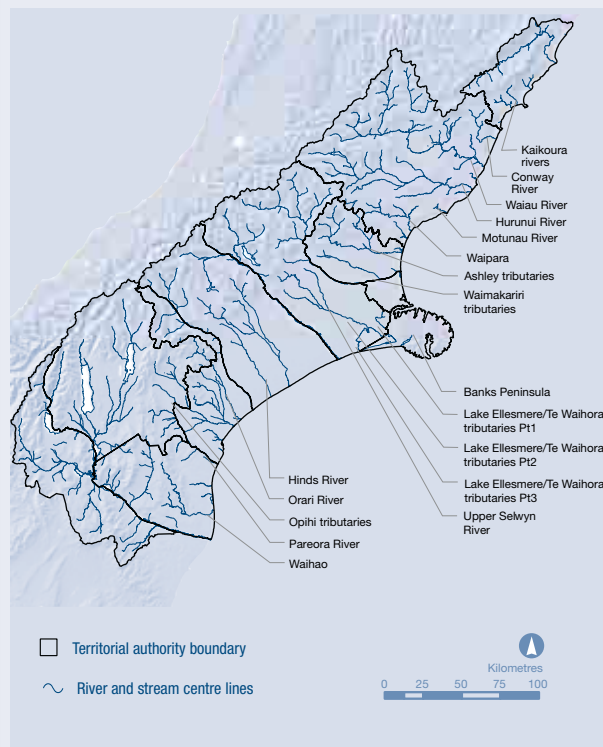 Kaikoura
rivers
Conway
River
Waiau River
Hurunui River
Motunau River
Waipara
Ashley tributaries
Waimakariri
tributaries
Banks Peninsula
Lake Ellesmere/Te Waihora
tributaries Pt1
Lake Ellesmere/Te Waihora
tributaries Pt2
Lake Ellesmere/Te Waihora
tributaries Pt3
Upper Selwyn
River
Hinds River
Orari River
Opihi tributaries
Pareora River
Waihao
Territorial authority boundary
River and stream centre lines
Kilometres
0 25 50 75 100